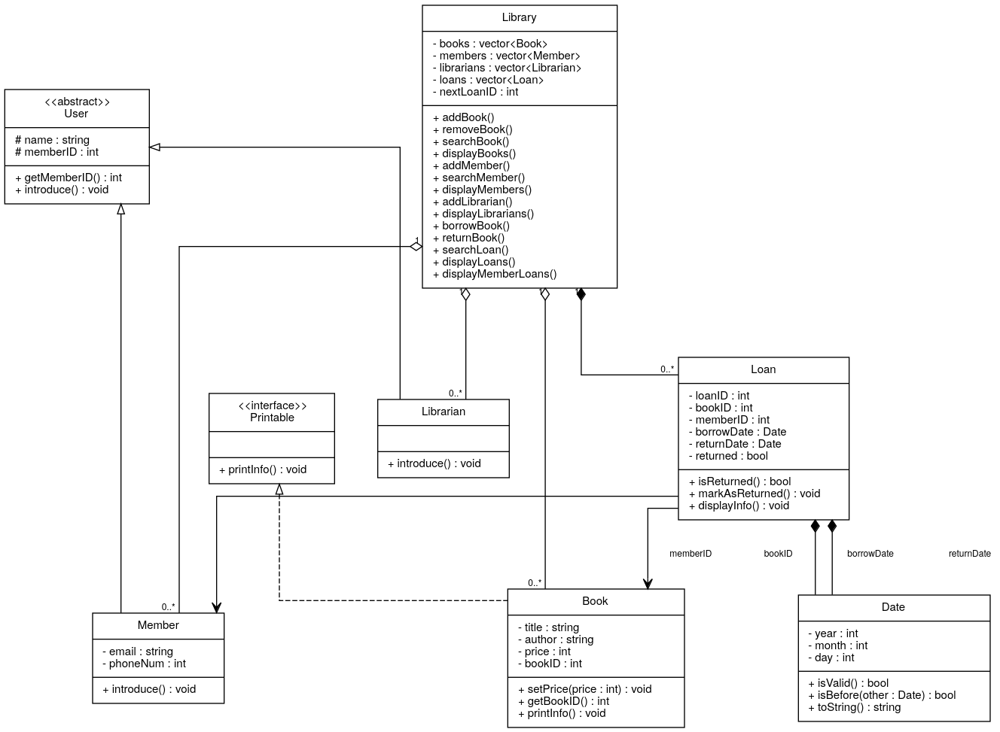 Library
- books : vector<Book>
- members : vector<Member>
- librarians : vector<Librarian>
- loans : vector<Loan>
- nextLoanID : int
+ addBook()
+ removeBook()
+ searchBook()
+ displayBooks()
+ addMember()
+ searchMember()
+ displayMembers()
+ addLibrarian()
+ displayLibrarians()
+ borrowBook()
+ returnBook()
+ searchLoan()
+ displayLoans()
+ displayMemberLoans()
<<abstract>>
User
# name : string
# memberID : int
+ getMemberID() : int
+ introduce() : void
1
1
1
1
0..*
Loan
- loanID : int
- bookID : int
- memberID : int
- borrowDate : Date
- returnDate : Date
- returned : bool
+ isReturned() : bool
+ markAsReturned() : void
+ displayInfo() : void
<<interface>>
Printable
+ printInfo() : void
0..*
Librarian
+ introduce() : void
memberID
bookID
borrowDate
returnDate
0..*
Member
- email : string
- phoneNum : int
+ introduce() : void
0..*
Book
- title : string
- author : string
- price : int
- bookID : int
+ setPrice(price : int) : void
+ getBookID() : int
+ printInfo() : void
Date
- year : int
- month : int
- day : int
+ isValid() : bool
+ isBefore(other : Date) : bool
+ toString() : string